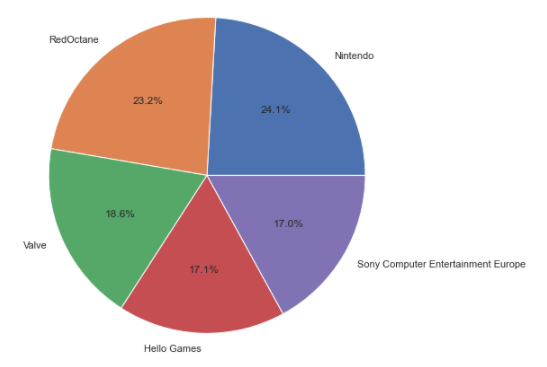 RedOctane
Nintendo
23.2%
24.1%
18.6%
17.0%
Valve
17.1%
Sony Computer Entertainment Europe
Hello Games